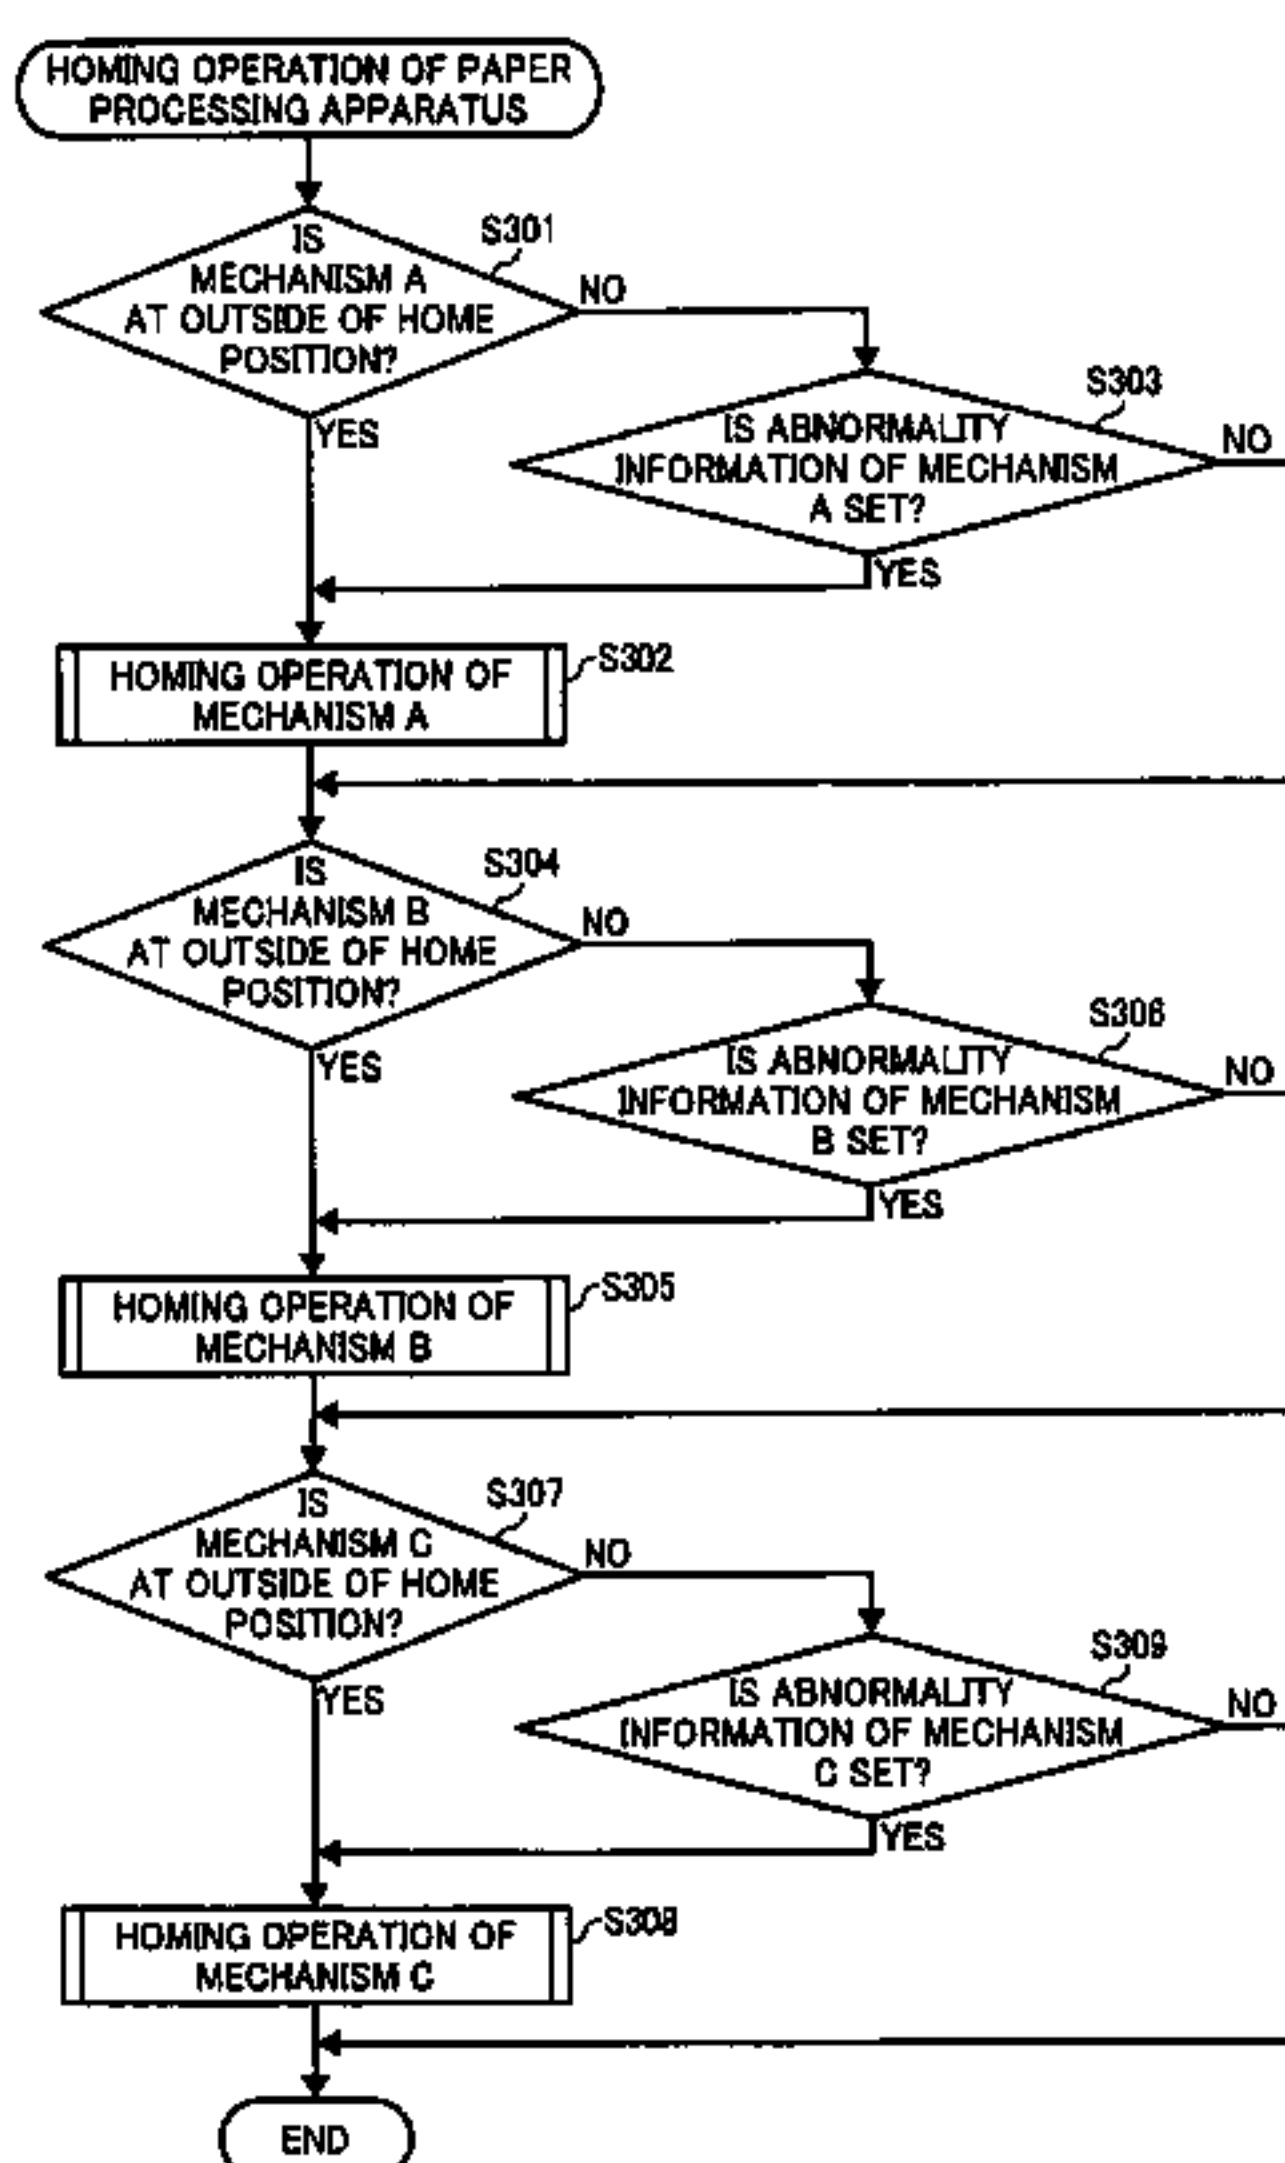 HOMING OPERATION OF PAPER
PROCESSING APPARATUS
S301
IS
MECHANISM A
AT OUTSIDE OF HOME
POSITION?
NO
YES
S303
IS ABNORMALITY
INFORMATION OF MECHANISM
A SET?
NO
YES
S302
HOMING OPERATION OF
MECHANISM A
S304
IS
MECHANISM B
AT OUTSIDE OF HOME
POSITION?
NO
YES
S306
IS ABNORMALITY
INFORMATION OF MECHANISM
B SET?
NO
YES
S305
HOMING OPERATION OF
MECHANISM B
S307
IS
MECHANISM C
AT OUTSIDE OF HOME
POSITION?
NO
YES
S309
IS ABNORMALITY
INFORMATION OF MECHANISM
C SET?
NO
YES
S308
HOMING OPERATION OF
MECHANISM C
END